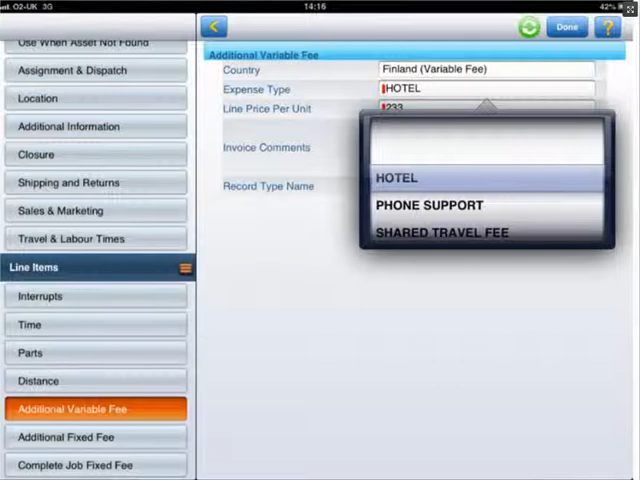 O2-UK 3G
14:16
42%
Use When Asset Not Found
Assignment & Dispatch
Location
Additional Information
Closure
Shipping and Returns
Sales & Marketing
Travel & Labour Times
Line Items
Interrupts
Time
Parts
Distance
Additional Variable Fee
Additional Fixed Fee
Complete Job Fixed Fee
Done
?
Additional Variable Fee
Country
Finland (Variable Fee)
Expense Type
HOTEL
Line Price Per Unit
233
Invoice Comments
Record Type Name
HOTEL
PHONE SUPPORT
SHARED TRAVEL FEE